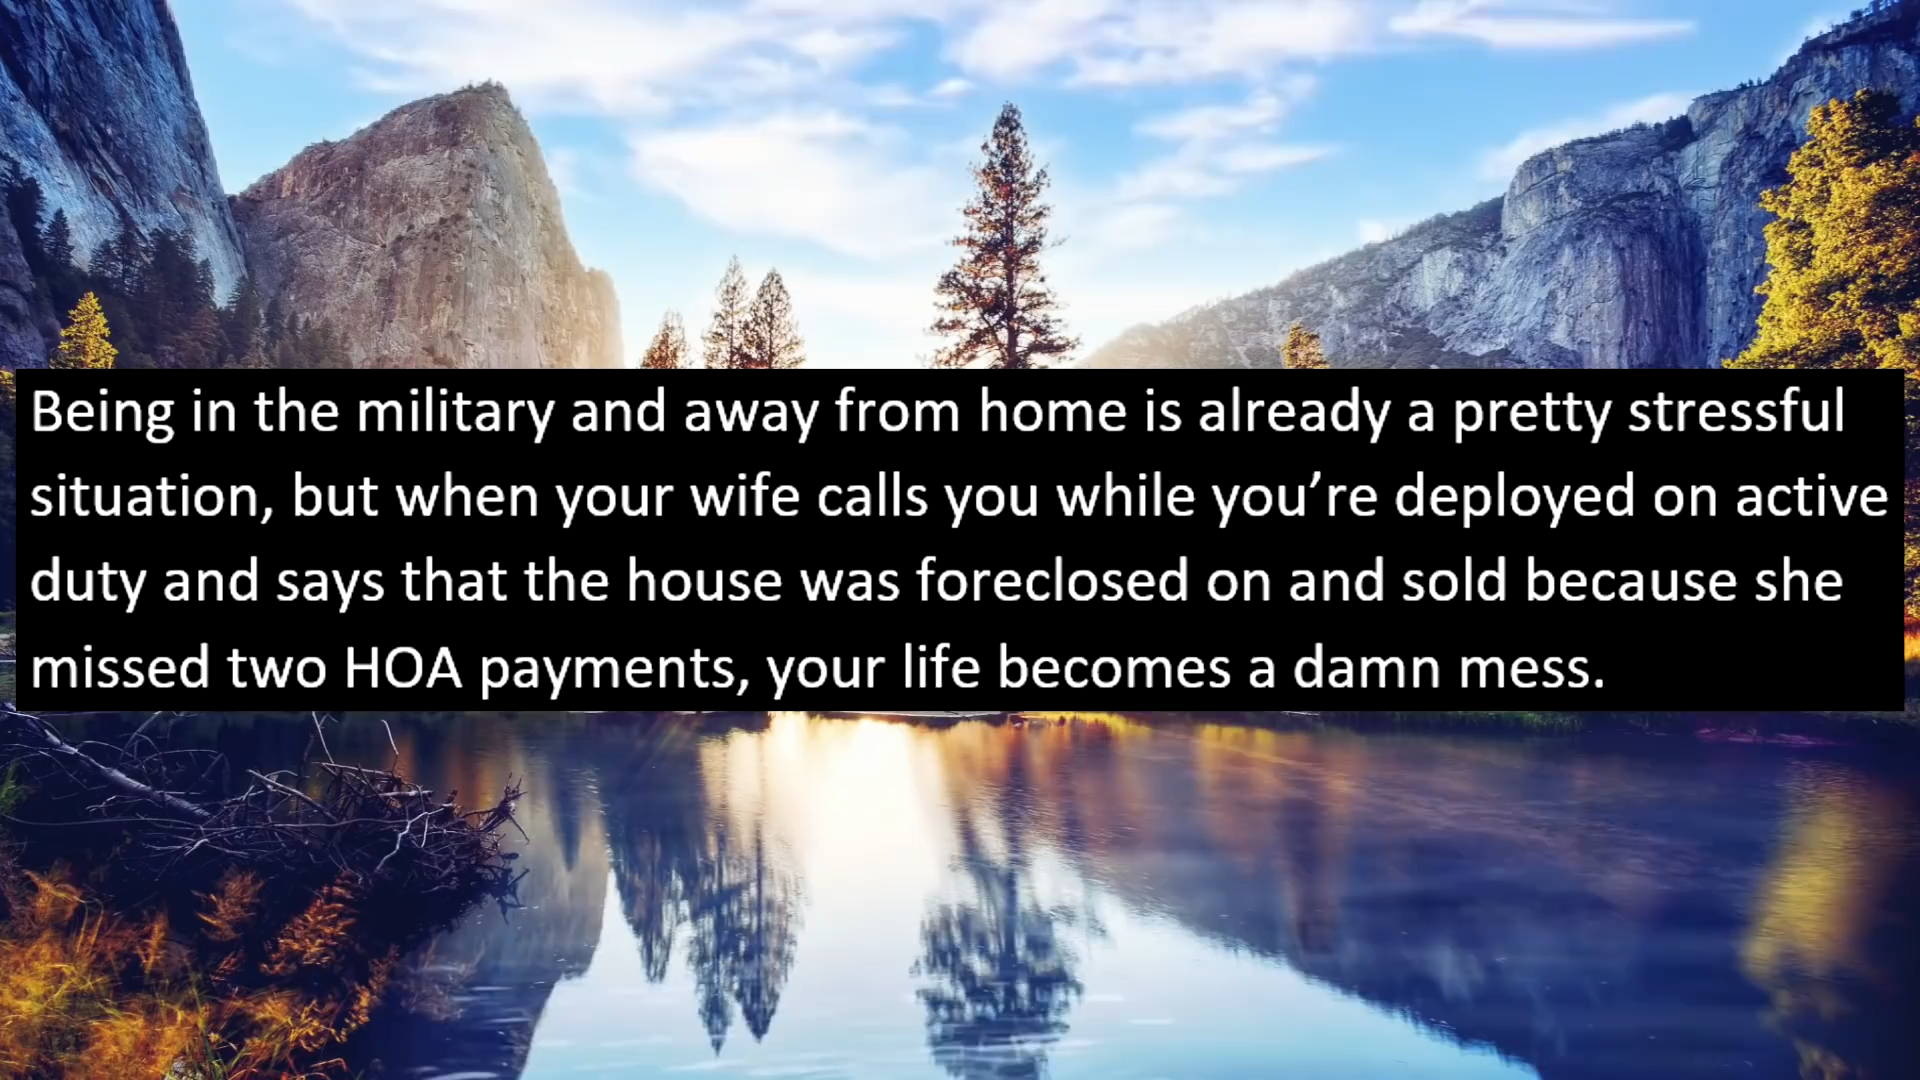 Being in the military and away from home is already a pretty stressful
situation, but when your wife calls you while you’re deployed on active
duty and says that the house was foreclosed on and sold because she
missed two HOA payments, your life becomes a damn mess.